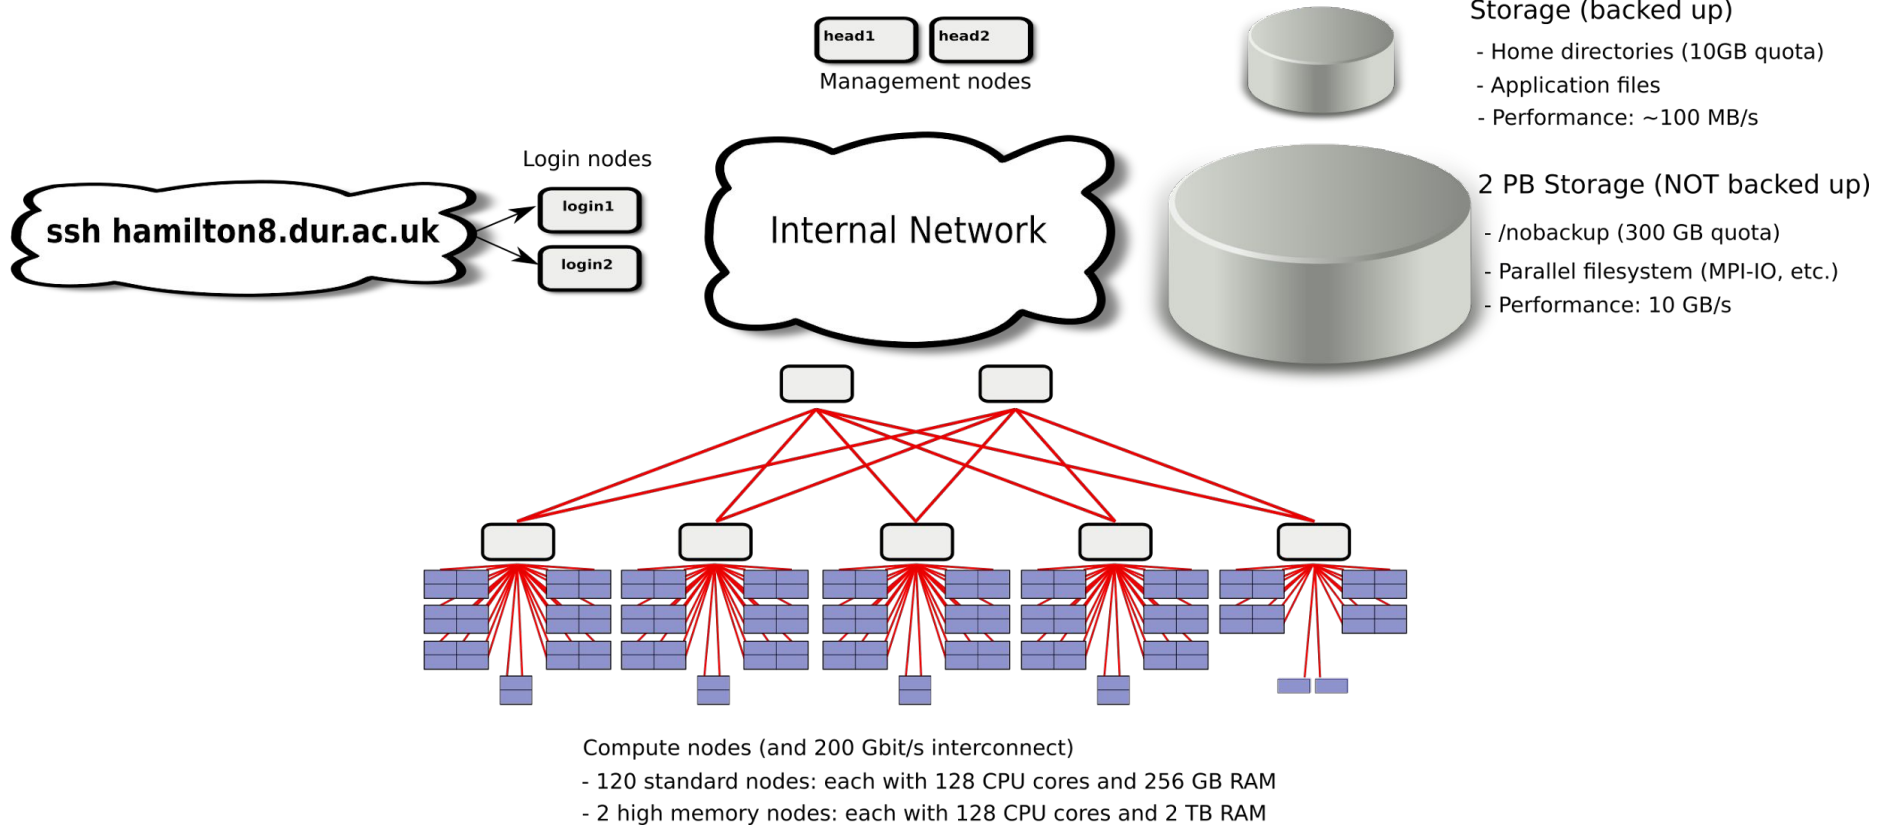 head1
head2
Management nodes
Storage (backed up)
- Home directories (10GB quota)
- Application files
- Performance: ~100 MB/s
Login nodes
ssh hamilton8.dur.ac.uk
login1
login2
Internal Network
2 PB Storage (NOT backed up)
- /nobackup (300 GB quota)
- Parallel filesystem (MPI-IO, etc.)
- Performance: 10 GB/s
Compute nodes (and 200 Gbit/s interconnect)
- 120 standard nodes: each with 128 CPU cores and 256 GB RAM
- 2 high memory nodes: each with 128 CPU cores and 2 TB RAM